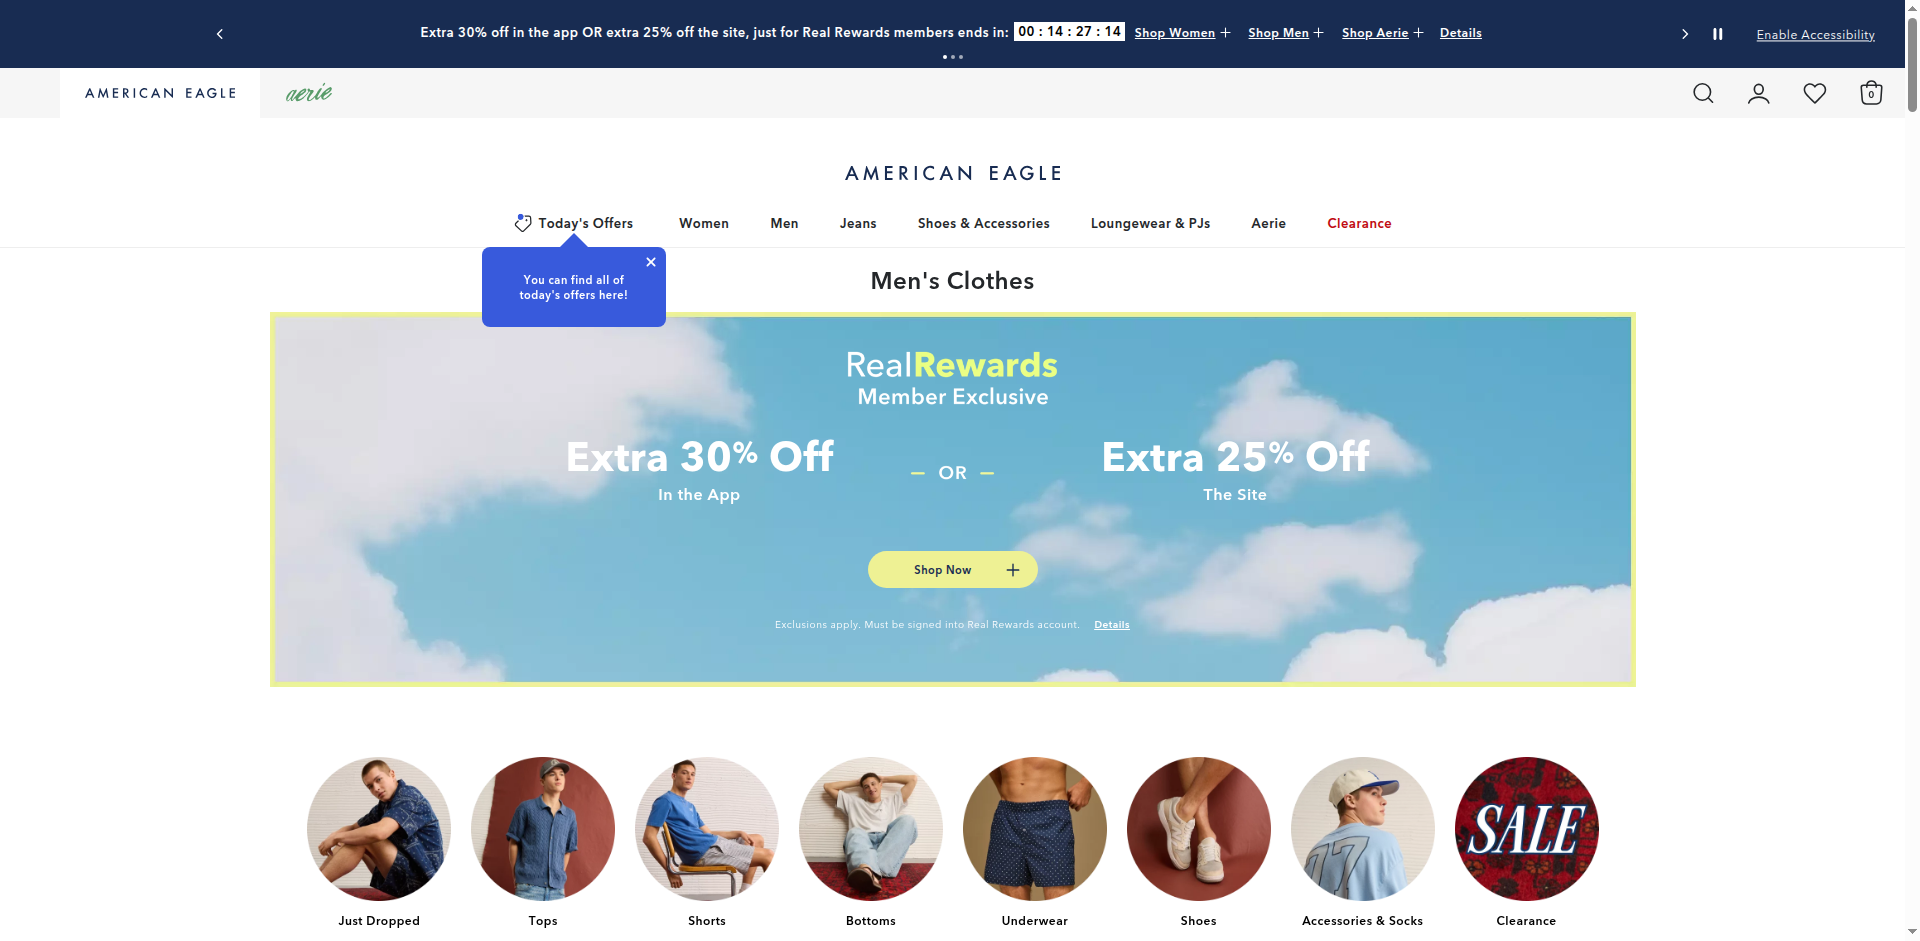 Extra 30% off in the app OR extra 25% off the site, just for Real Rewards members ends in: 00 : 14 : 27 : 14 Shop Women Shop Men Shop Aerie Details
Enable Accessibility
AMERICAN EAGLE
aerie
0
AMERICAN EAGLE
Today's Offers Women Men Jeans Shoes & Accessories Loungewear & PJs Aerie Clearance
You can find all of
today's offers here!
Men's Clothes
RealRewards
Member Exclusive
Extra 30% Off
In the App
OR
Extra 25% Off
The Site
Shop Now
Exclusions apply. Must be signed into Real Rewards account. Details
77
SALE
Just Dropped Tops Shorts Bottoms Underwear Shoes Accessories & Socks Clearance